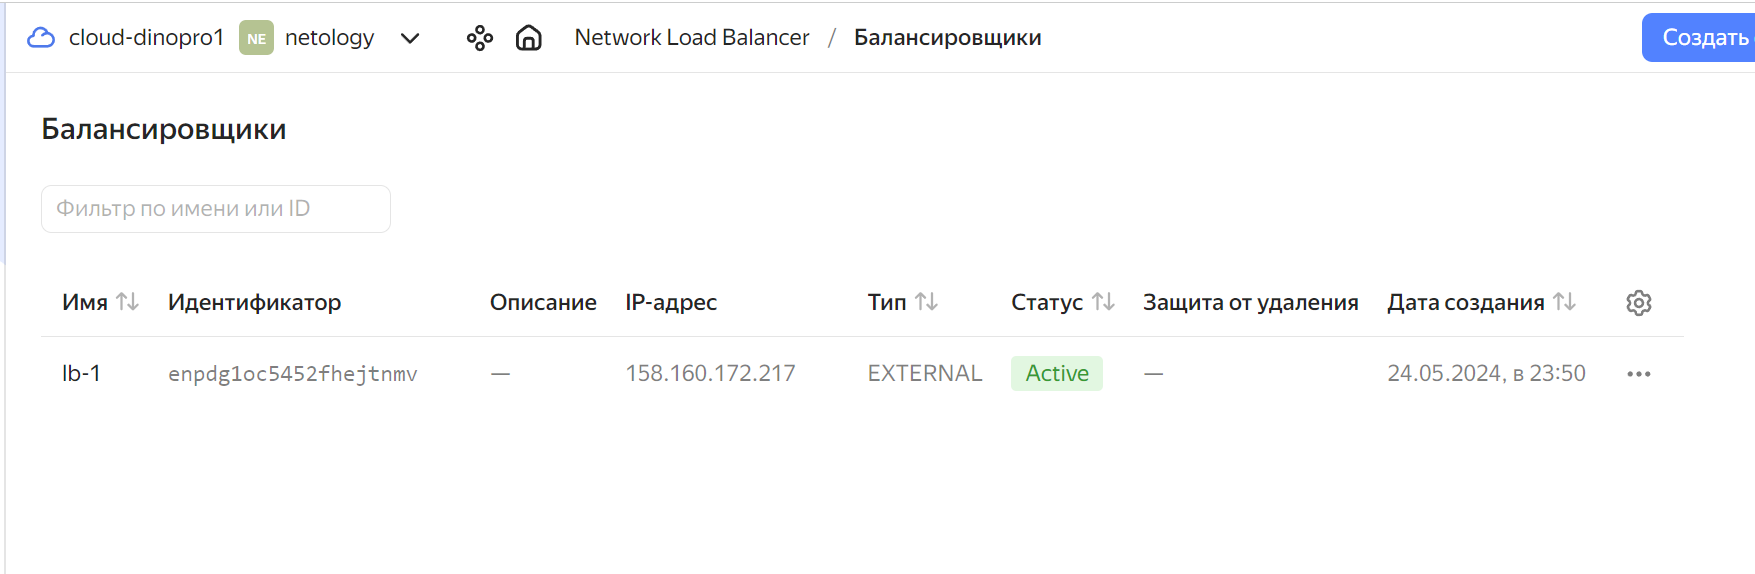 cloud-dinopro1 NE netology Network Load Balancer / Балансировщики Создать
Балансировщики
Фильтр по имени или ID
Имя Идентификатор Описание IP-адрес Тип Статус Защита от удаления Дата создания
lb-1 enpdg1oc5452fhejtnmv — 158.160.172.217 EXTERNAL Active — 24.05.2024, в 23:50